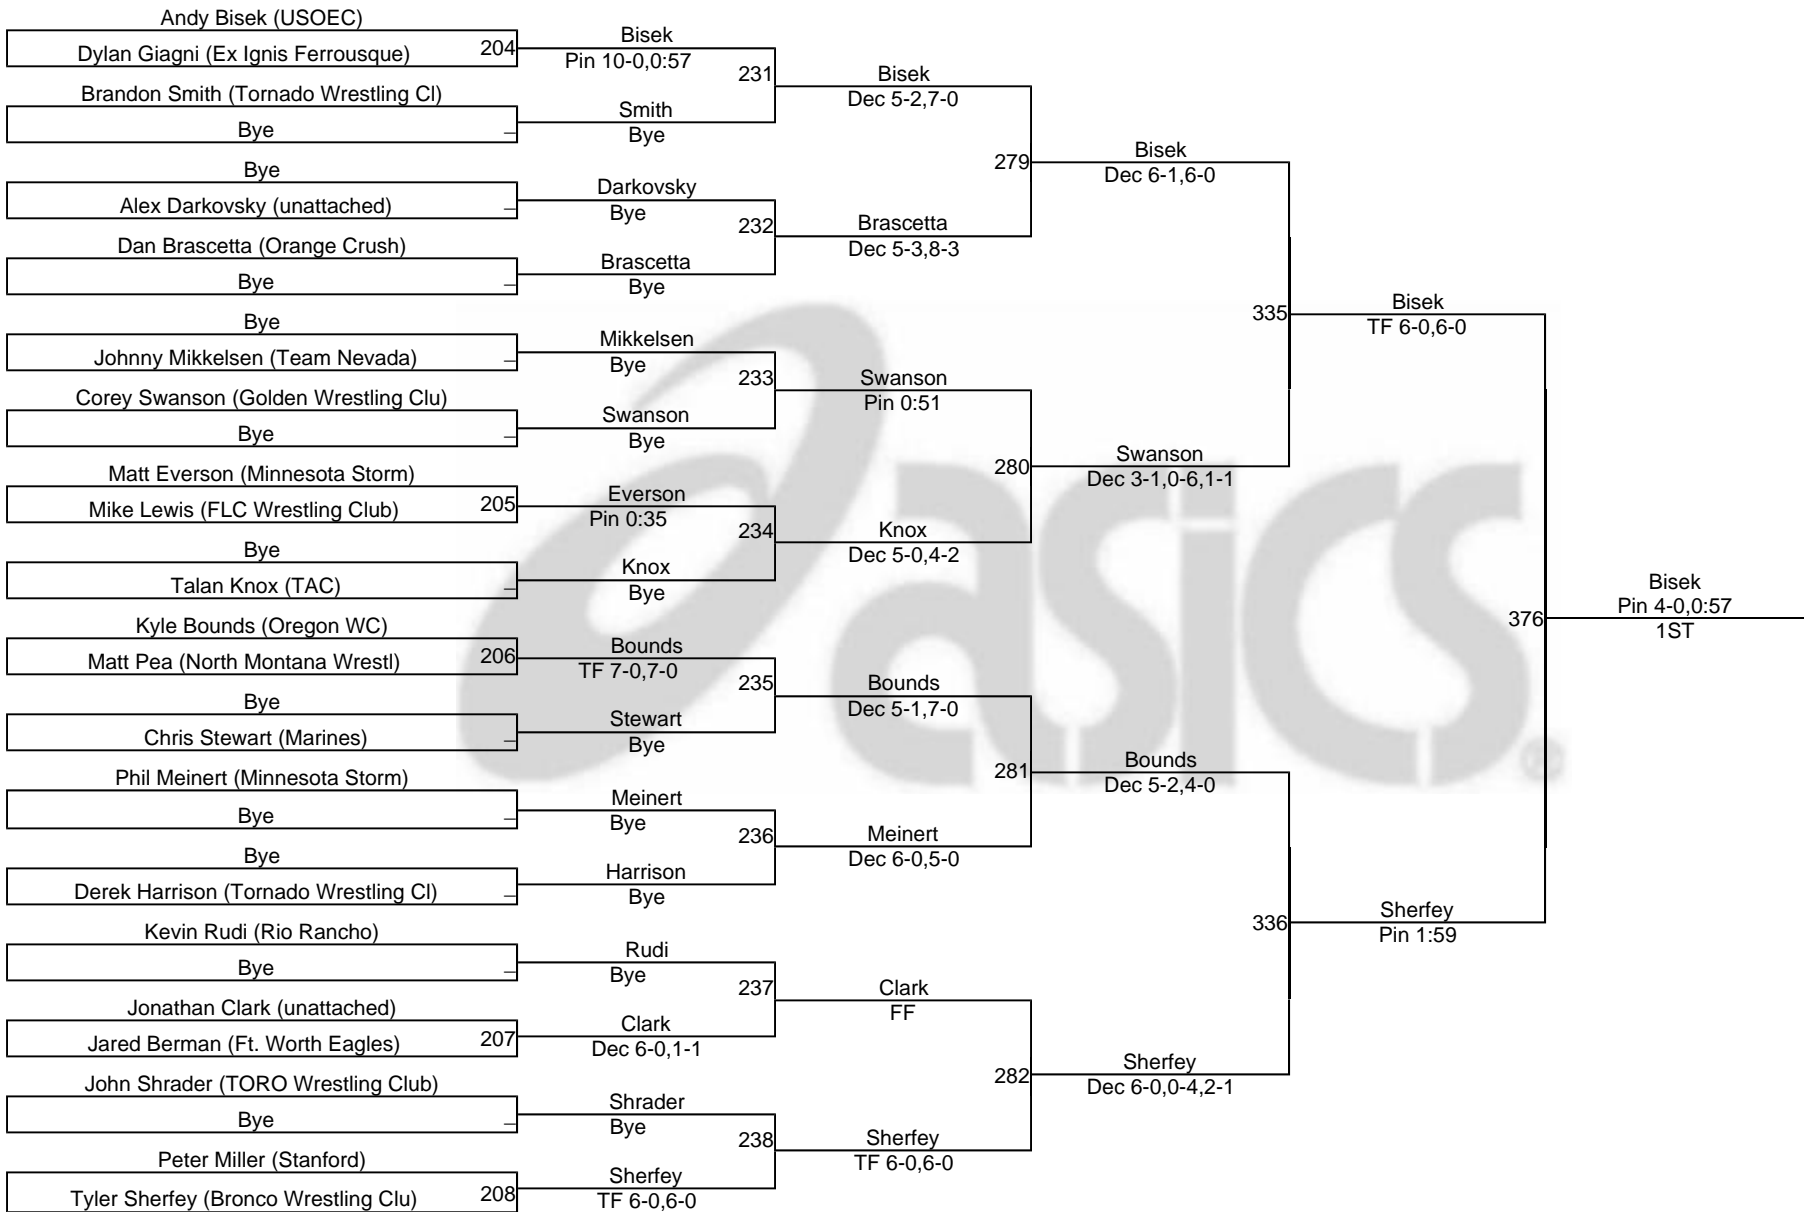 Andy Bisek (USOEC)
Dylan Giagni (Ex Ignis Ferrousque) 204
Brandon Smith (Tornado Wrestling Cl)
Bye _
Bye
Alex Darkovsky (unattached) _
Dan Brascetta (Orange Crush)
Bye _
Bye
Johnny Mikkelsen (Team Nevada) _
Corey Swanson (Golden Wrestling Clu)
Bye _
Matt Everson (Minnesota Storm)
Mike Lewis (FLC Wrestling Club) 205
Bye
Talan Knox (TAC) _
Kyle Bounds (Oregon WC)
Matt Pea (North Montana Wrestl) 206
Bye
Chris Stewart (Marines) _
Phil Meinert (Minnesota Storm)
Bye _
Bye
Derek Harrison (Tornado Wrestling Cl) _
Kevin Rudi (Rio Rancho)
Bye _
Jonathan Clark (unattached)
Jared Berman (Ft. Worth Eagles) 207
John Shrader (TORO Wrestling Club)
Bye _
Peter Miller (Stanford)
Tyler Sherfey (Bronco Wrestling Clu) 208
Bisek
Pin 10-0,0:57
231
Smith
Bye
Darkovsky
Bye
232
Brascetta
Bye
Mikkelsen
Bye
233
Swanson
Bye
Everson
Pin 0:35
234
Knox
Bye
Bounds
TF 7-0,7-0
235
Stewart
Bye
Meinert
Bye
236
Harrison
Bye
Rudi
Bye
237
Clark
Dec 6-0,1-1
Shrader
Bye
238
Sherfey
TF 6-0,6-0
Bisek
Dec 5-2,7-0
279
Brascetta
Dec 5-3,8-3
Swanson
Pin 0:51
280
Knox
Dec 5-0,4-2
Bounds
Dec 5-1,7-0
281
Meinert
Dec 6-0,5-0
Clark
FF
282
Sherfey
TF 6-0,6-0
Bisek
Dec 6-1,6-0
335
Swanson
Dec 3-1,0-6,1-1
Bounds
Dec 5-2,4-0
336
Sherfey
Dec 6-0,0-4,2-1
Bisek
TF 6-0,6-0
376
Sherfey
Pin 1:59
Bisek
Pin 4-0,0:57
1ST
asics®